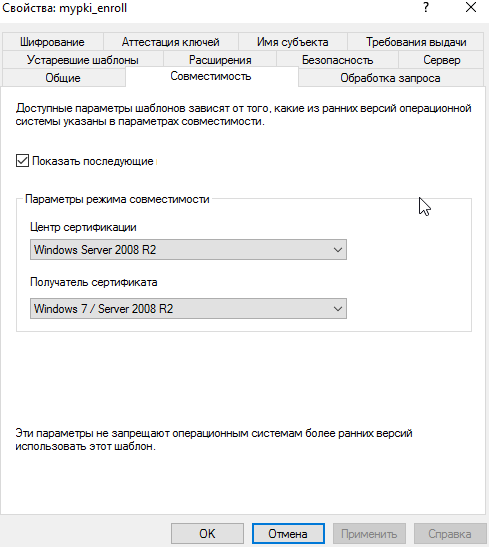 Свойства: mypki_enroll
?
Шифрование Аттестация ключей Имя субъекта Требования выдачи
Устаревшие шаблоны Расширения Безопасность Сервер
Общие Совместимость Обработка запроса
Доступные параметры шаблонов зависят от того, какие из ранних версий операционной
системы указаны в параметрах совместимости.
Показать последующие
Параметры режима совместимости
Центр сертификации
Windows Server 2008 R2
Получатель сертификата
Windows 7 / Server 2008 R2
Эти параметры не запрещают операционным системам более ранних версий
использовать этот шаблон.
OK Отмена Применить Справка